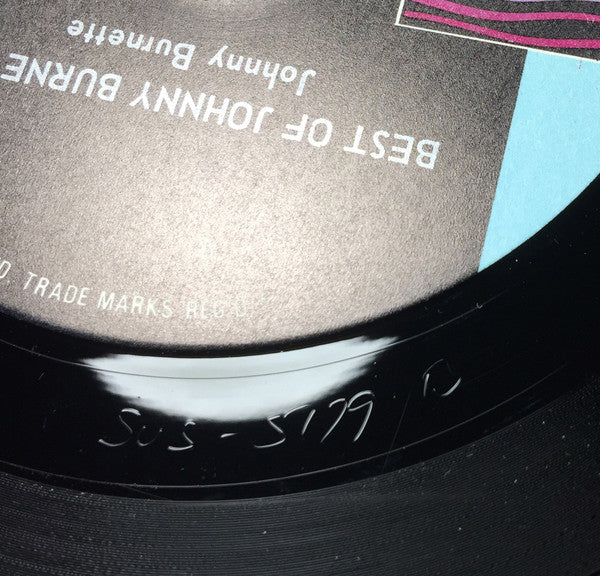 BEST OF JOHNNY BURNE
Johnny Burnette
D. TRADE MARKS REG'D.
SUS-5179